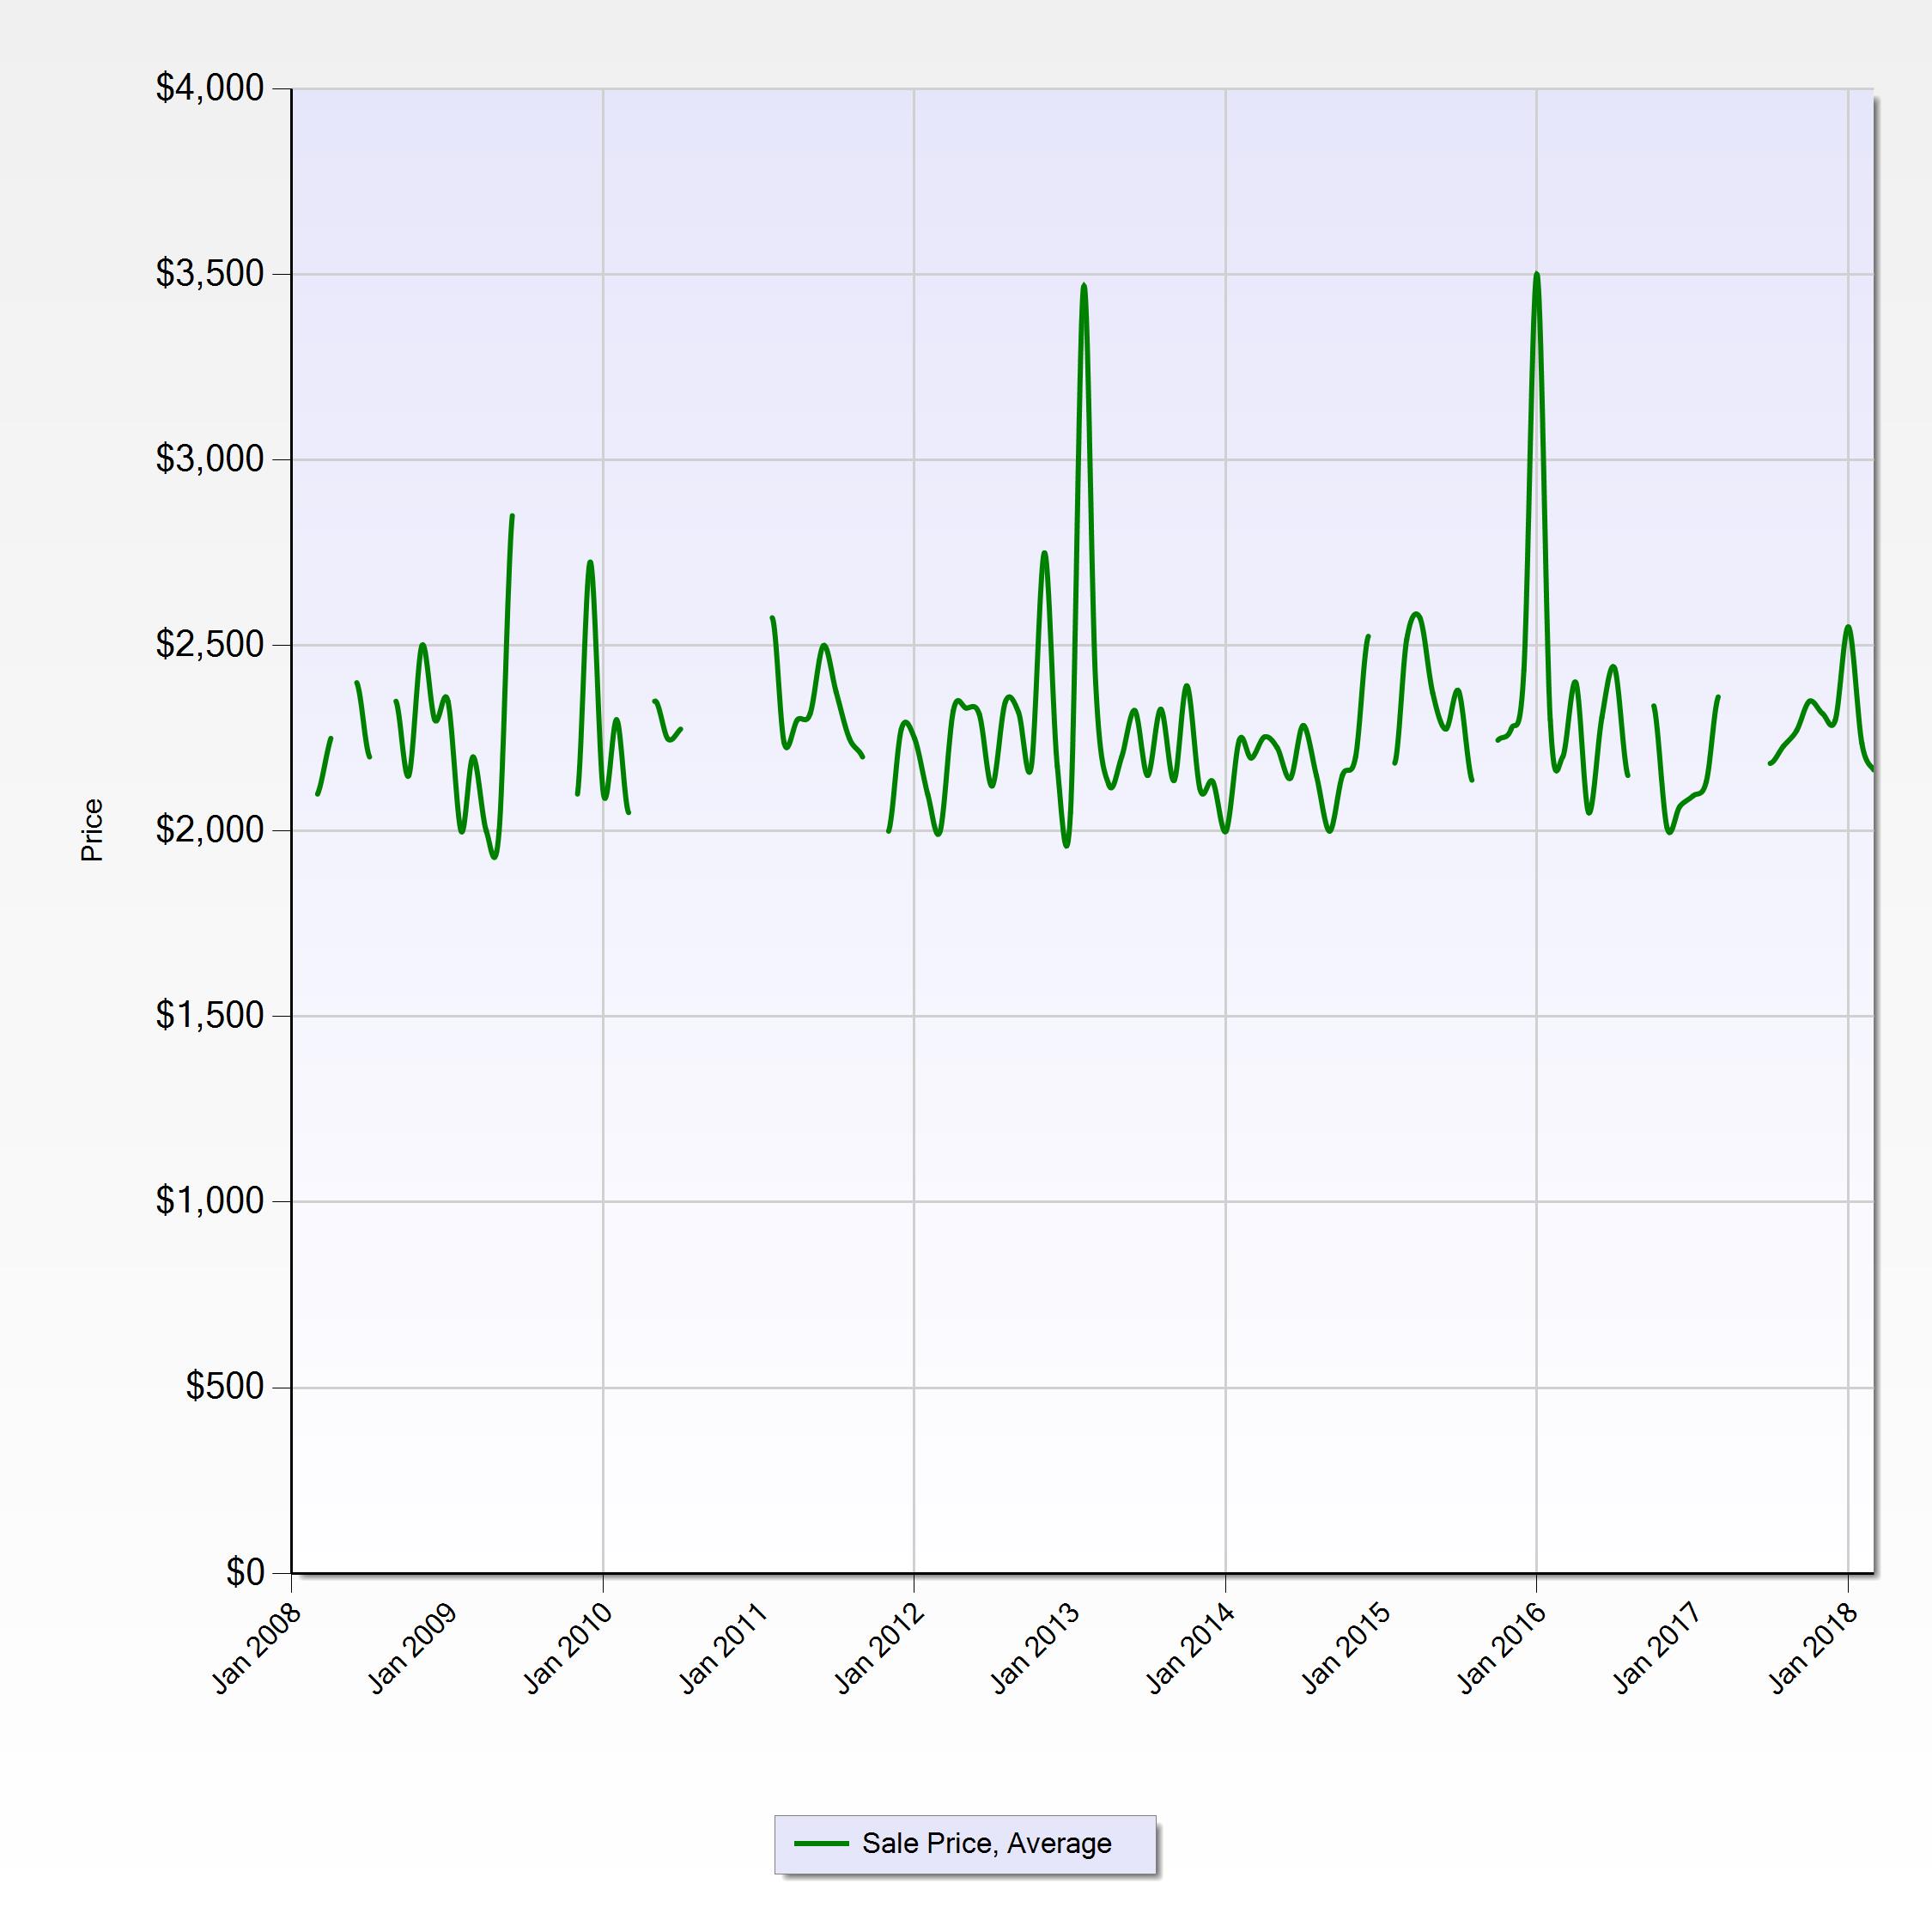 $4,000
$3,500
$3,000
$2,500
$2,000
$1,500
$1,000
$500
$0
Price
Jan 2008
Jan 2009
Jan 2010
Jan 2011
Jan 2012
Jan 2013
Jan 2014
Jan 2015
Jan 2016
Jan 2017
Jan 2018
Sale Price, Average